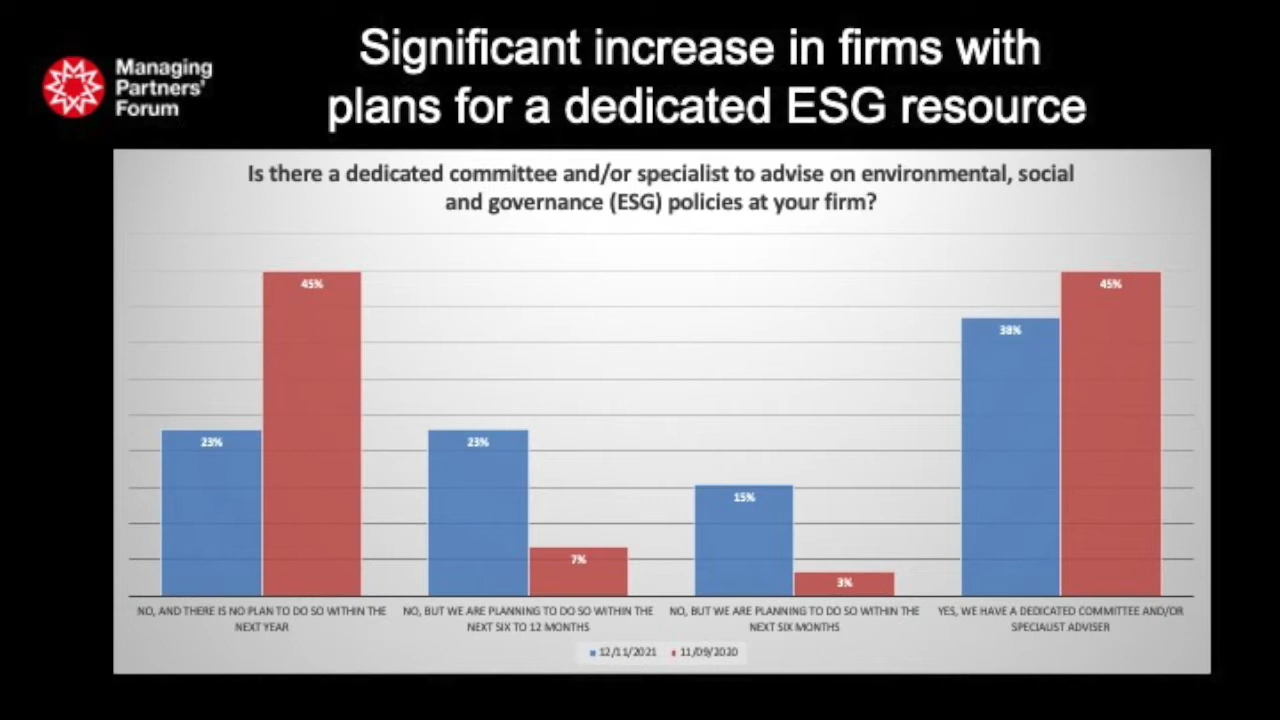 Managing
Partners'
Forum
Significant increase in firms with
plans for a dedicated ESG resource
Is there a dedicated committee and/or specialist to advise on environmental, social
and governance (ESG) policies at your firm?
45%
45%
38%
23%
23%
15%
7%
3%
NO, AND THERE IS NO PLAN TO DO SO WITHIN THE
NEXT YEAR
NO, BUT WE ARE PLANNING TO DO SO WITHIN THE
NEXT SIX TO 12 MONTHS
NO, BUT WE ARE PLANNING TO DO SO WITHIN THE
NEXT SIX MONTHS
YES, WE HAVE A DEDICATED COMMITTEE AND/OR
SPECIALIST ADVISER
12/11/2021 11/09/2020